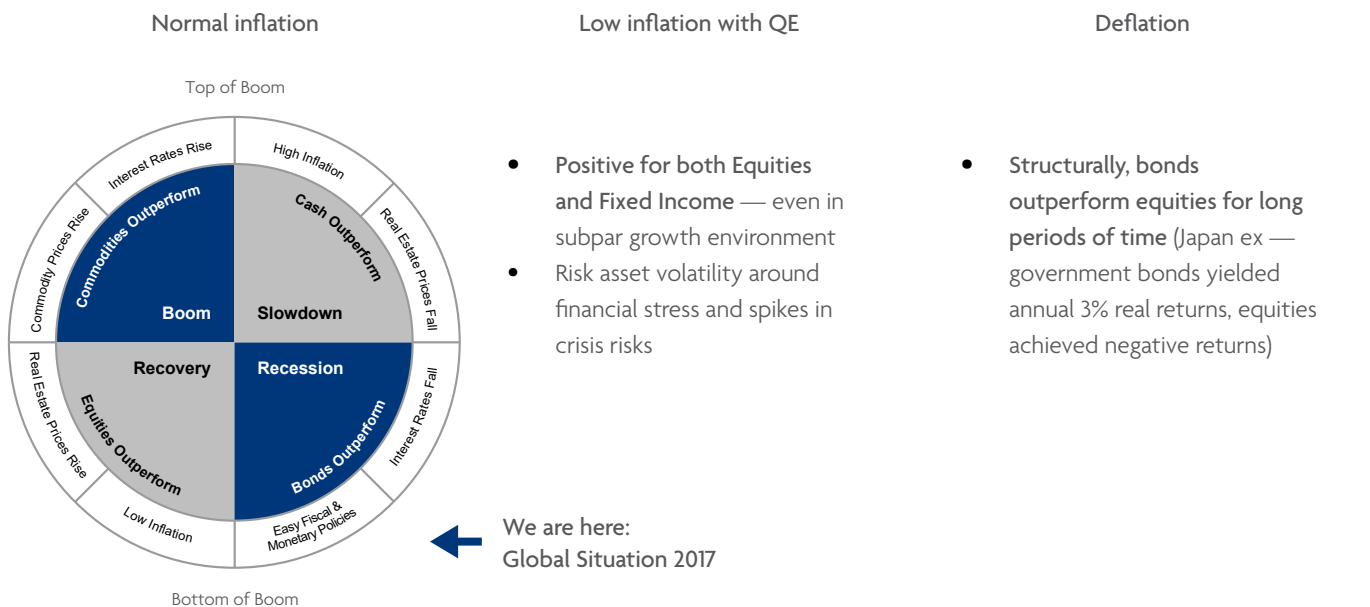 Normal inflation
Low inflation with QE
Deflation
Top of Boom
Interest Rates Rise
High Inflation
Commodity Prices Rise
Commodities Outperform
Cash Outperform
Real Estate Prices Fall
Boom
Slowdown
Recovery
Recession
Real Estate Prices Rise
Equities Outperform
Bonds Outperform
Interest Rates Fall
Low Inflation
Easy Fiscal &
Monetary Policies
Bottom of Boom
• Positive for both Equities
and Fixed Income — even in
subpar growth environment
• Risk asset volatility around
financial stress and spikes in
crisis risks
We are here:
Global Situation 2017
• Structurally, bonds
outperform equities for long
periods of time (Japan ex —
government bonds yielded
annual 3% real returns, equities
achieved negative returns)